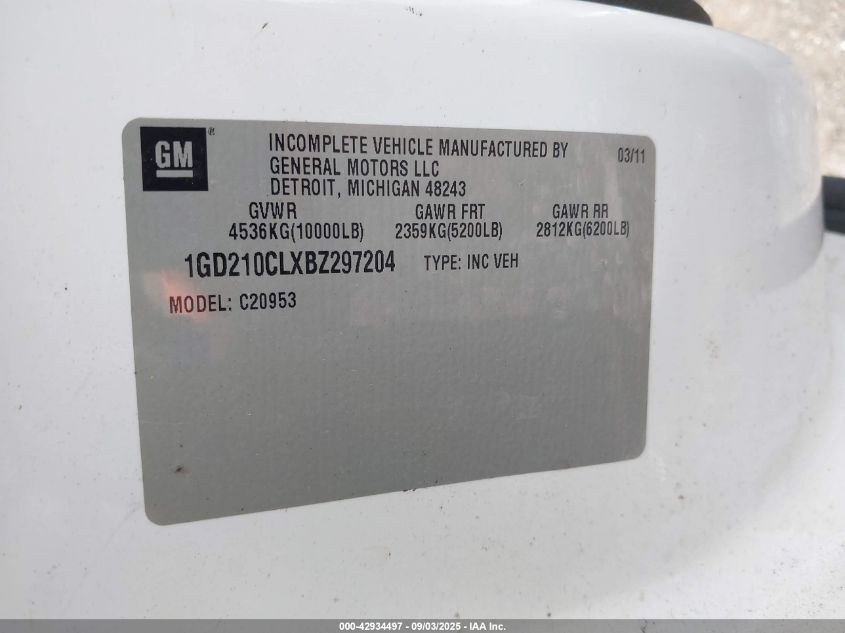 GM®
INCOMPLETE VEHICLE MANUFACTURED BY
GENERAL MOTORS LLC
DETROIT, MICHIGAN 48243
03/11
GVWR GAWR FRT GAWR RR
4536KG(10000LB) 2359KG(5200LB) 2812KG(6200LB)
1GD210CLXBZ297204 TYPE: INC VEH
MODEL: C20953
000-42934497 - 09/03/2025 - IAA Inc.